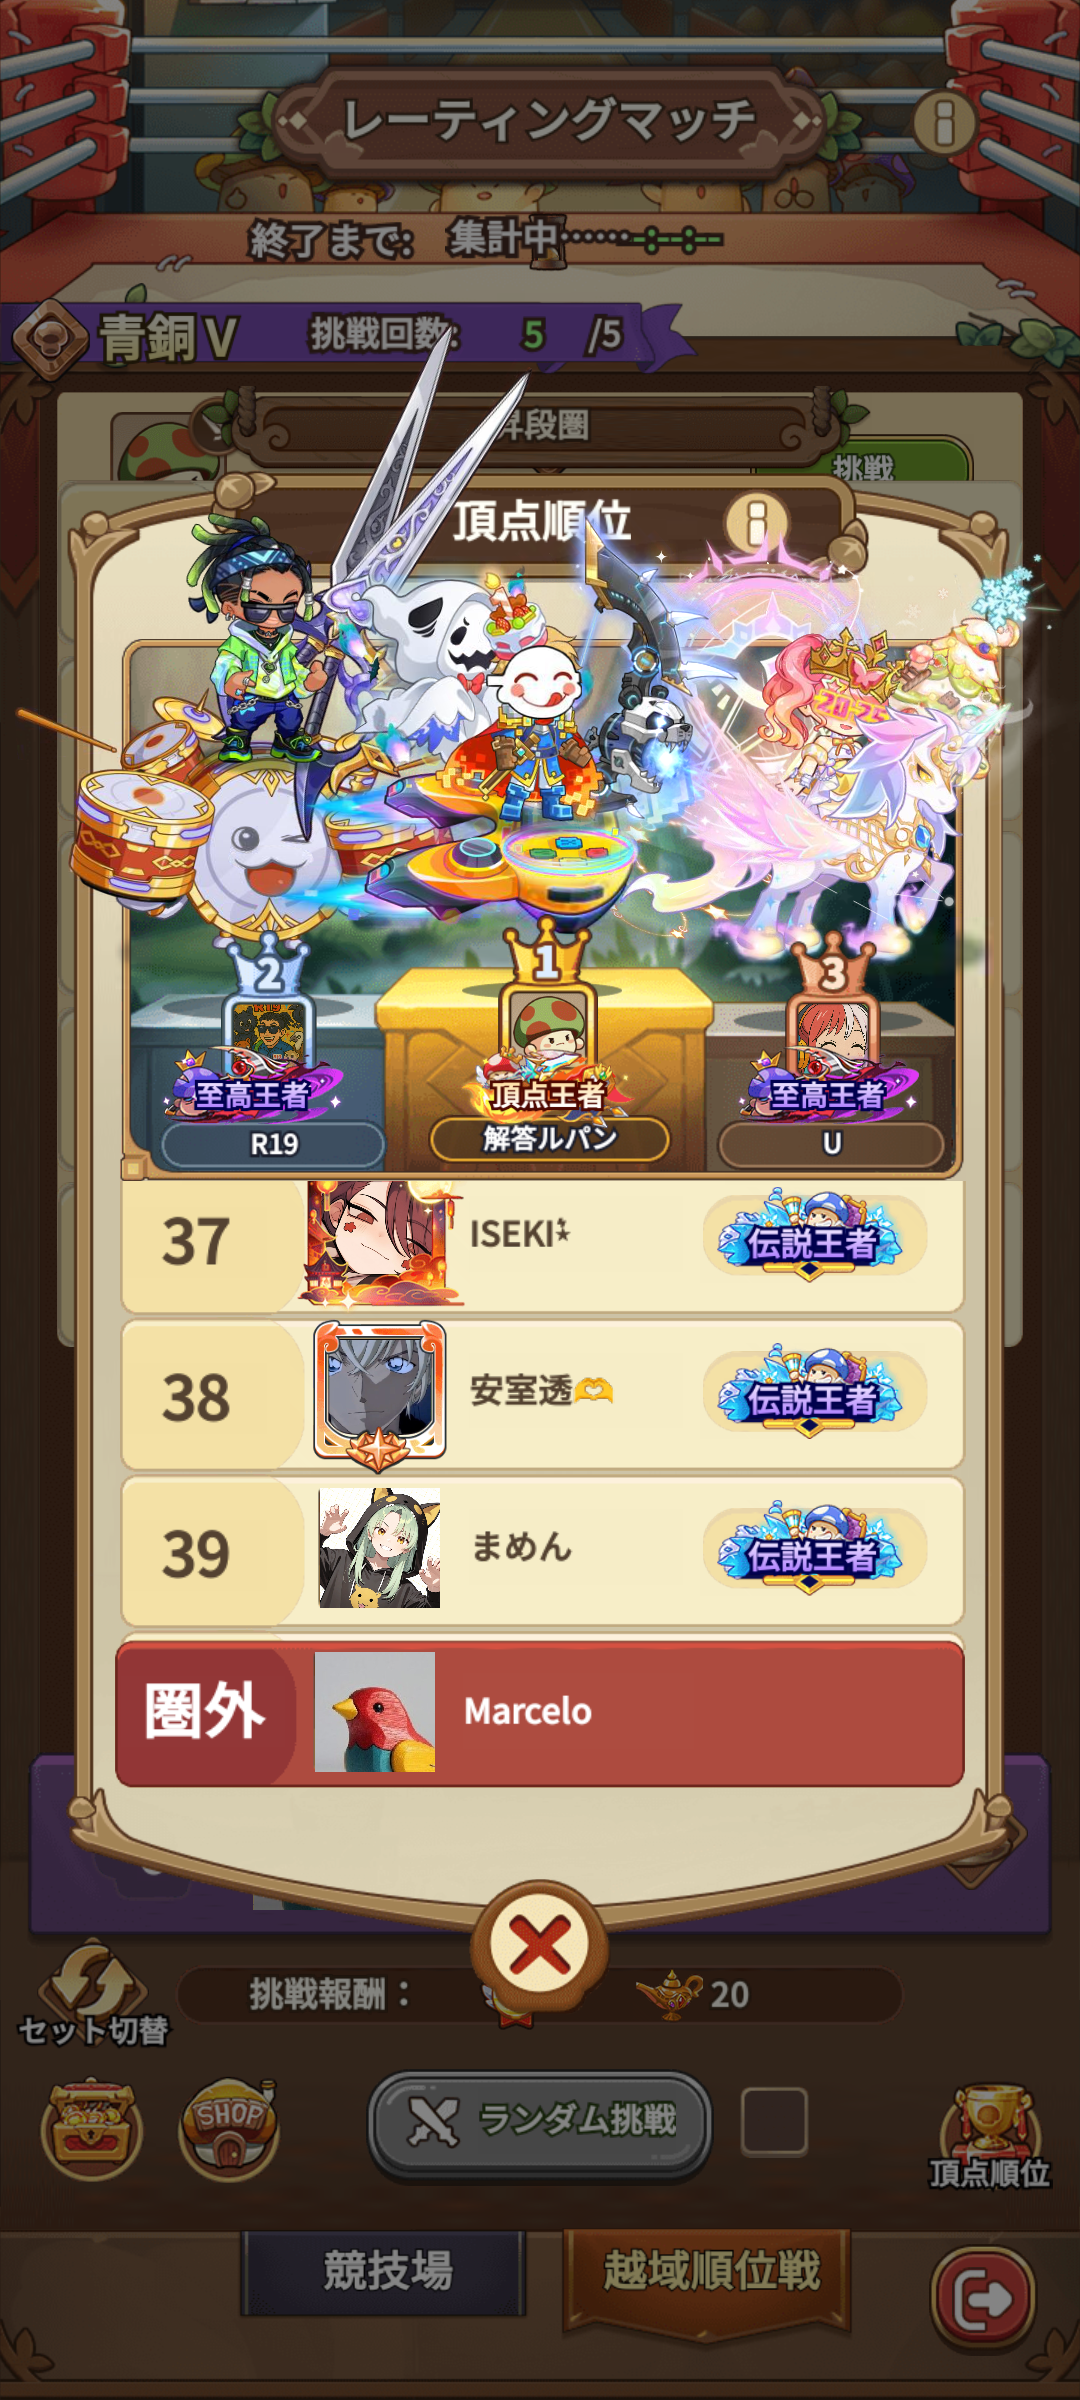 レーティングマッチ
終了まで: 集計中……--:--:--
青銅Ⅴ 挑戦回数: 5 /5
昇段圏
挑戦
頂点順位
2 1 3
至高王者 頂点王者 至高王者
R19 解答ルパン U
37 ISEKI 伝説王者
38 安室透🫶 伝説王者
39 まめん 伝説王者
圏外 Marcelo
挑戦報酬： 20
セット切替
SHOP
ランダム挑戦
頂点順位
競技場 越域順位戦